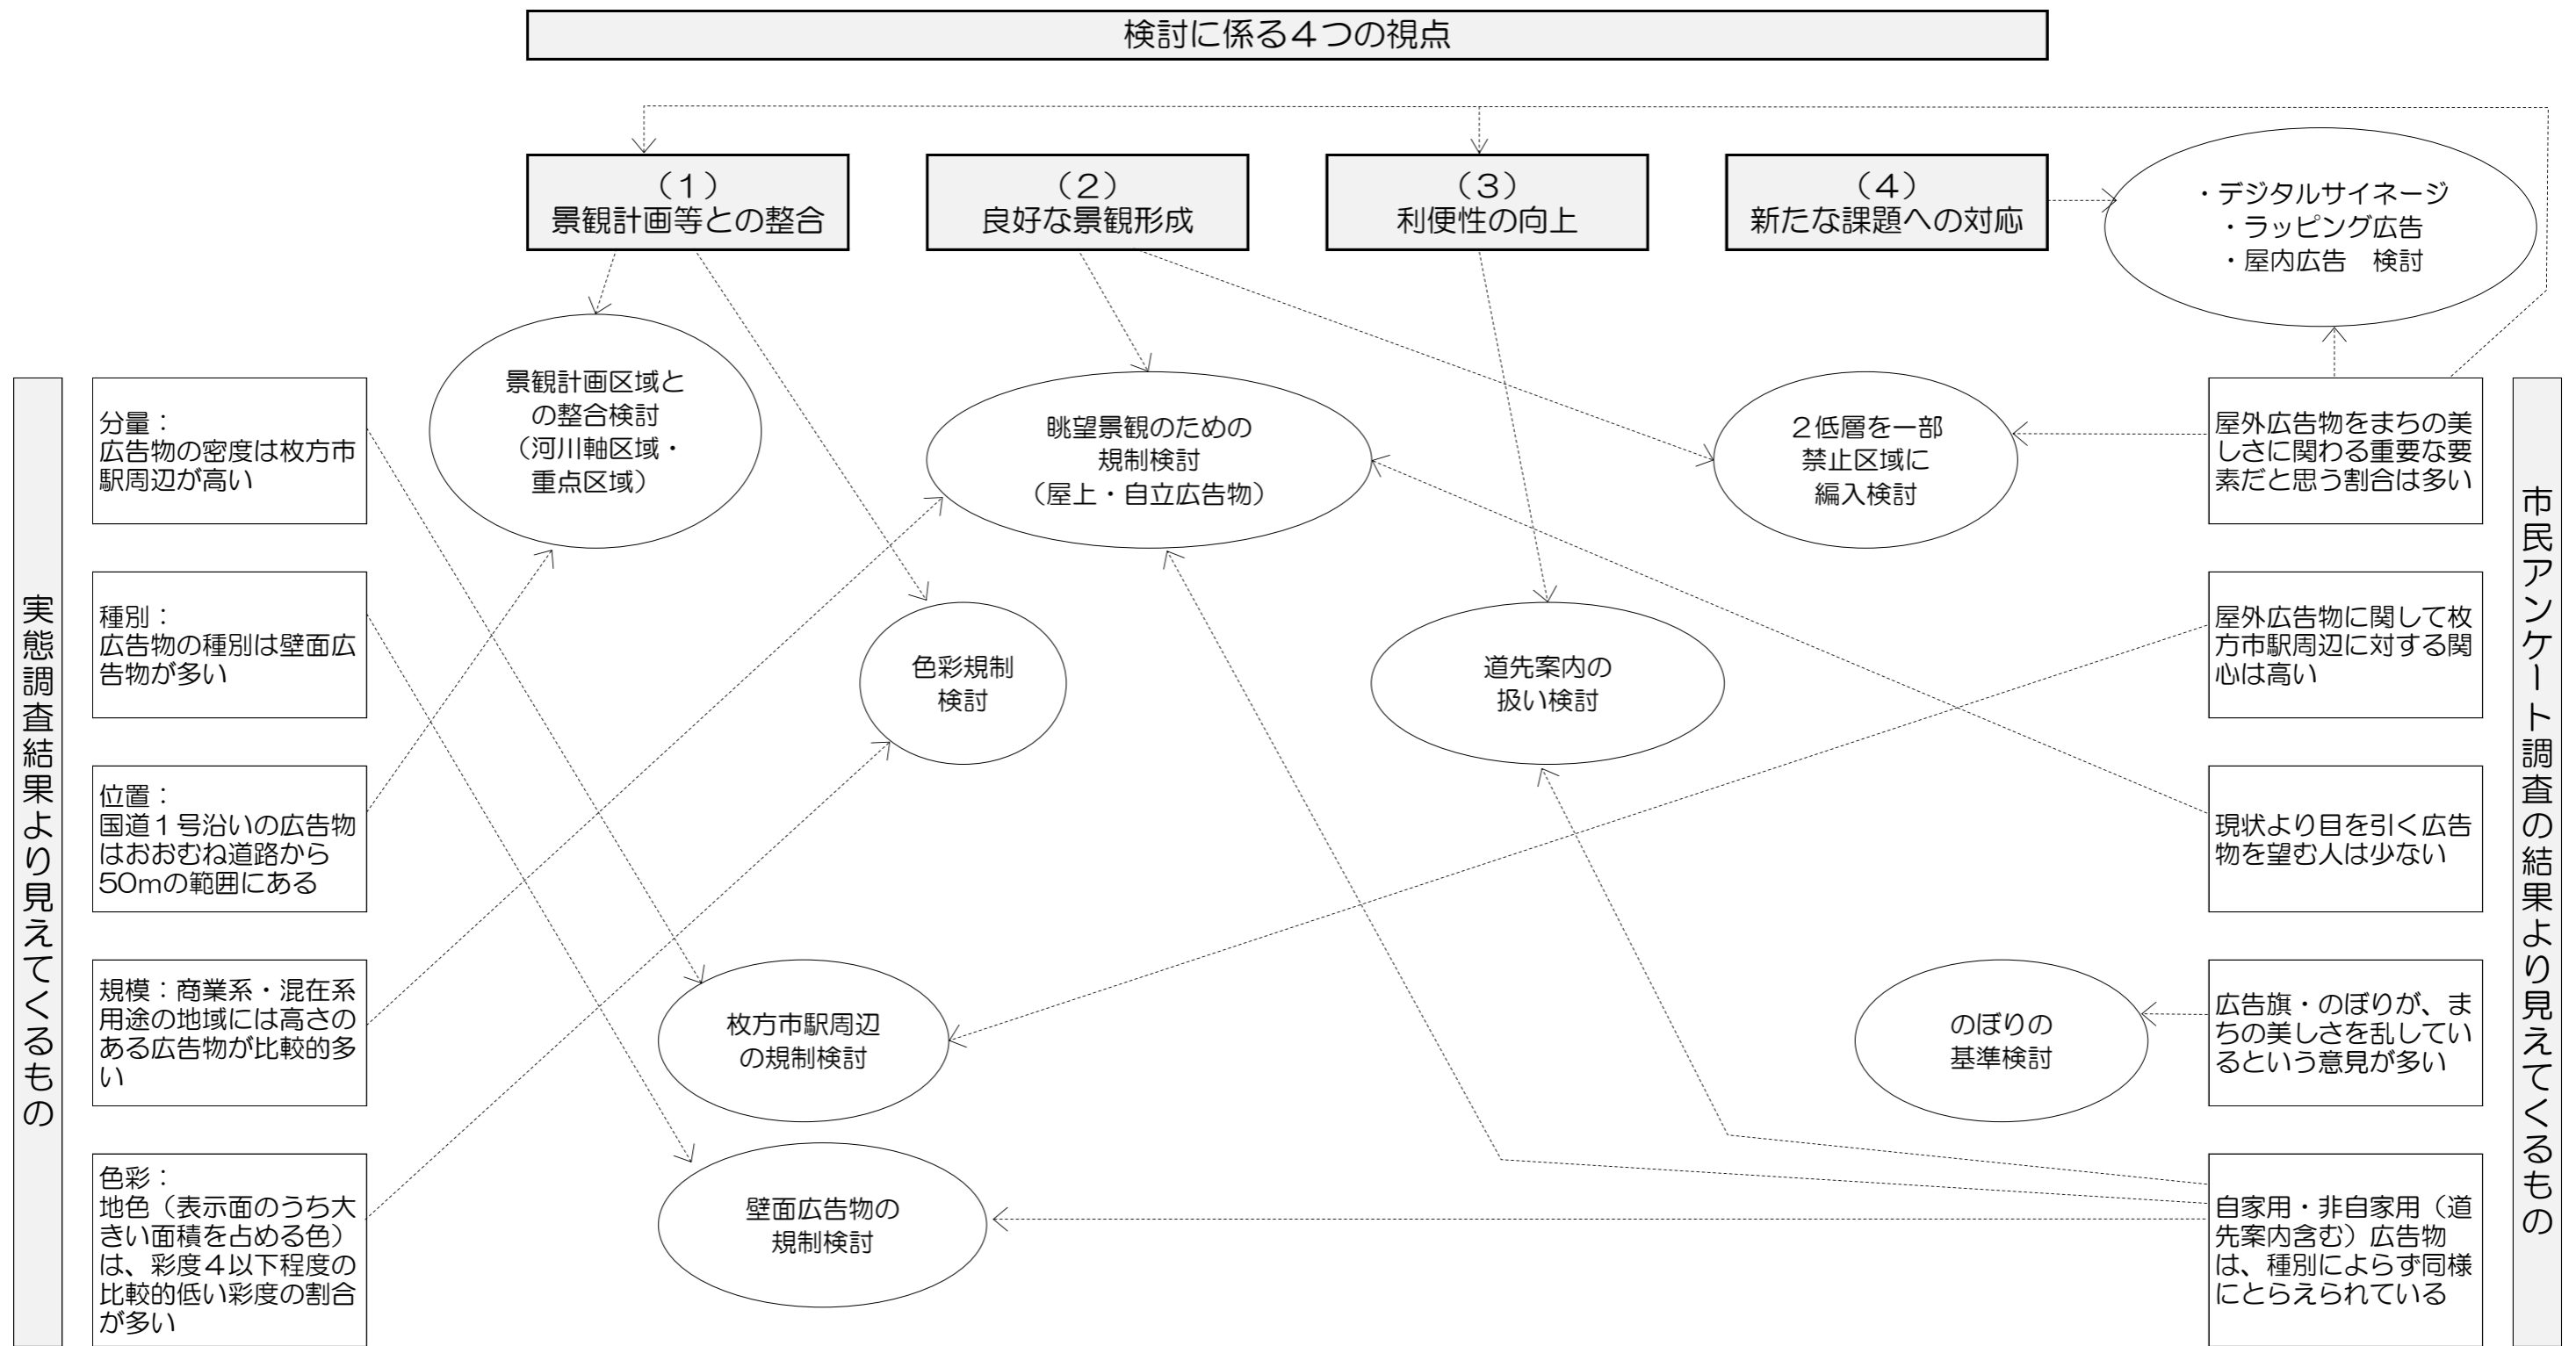 検討に係る４つの視点
（１）
景観計画等との整合
（２）
良好な景観形成
（３）
利便性の向上
（４）
新たな課題への対応
・デジタルサイネージ
・ラッピング広告
・屋内広告　検討
実態調査結果より見えてくるもの
分量：
広告物の密度は枚方市
駅周辺が高い
種別：
広告物の種別は壁面広
告物が多い
位置：
国道１号沿いの広告物
はおおむね道路から
50mの範囲にある
規模：商業系・混在系
用途の地域には高さの
ある広告物が比較的多
い
色彩：
地色（表示面のうち大
きい面積を占める色）
は、彩度４以下程度の
比較的低い彩度の割合
が多い
景観計画区域と
の整合検討
（河川軸区域・
重点区域）
眺望景観のための
規制検討
（屋上・自立広告物）
２低層を一部
禁止区域に
編入検討
色彩規制
検討
道先案内の
扱い検討
枚方市駅周辺
の規制検討
のぼりの
基準検討
壁面広告物の
規制検討
屋外広告物をまちの美
しさに関わる重要な要
素だと思う割合は多い
屋外広告物に関して枚
方市駅周辺に対する関
心は高い
現状より目を引く広告
物を望む人は少ない
広告旗・のぼりが、ま
ちの美しさを乱してい
るという意見が多い
自家用・非自家用（道
先案内含む）広告物
は、種別によらず同様
にとらえられている
市民アンケート調査の結果より見えてくるもの